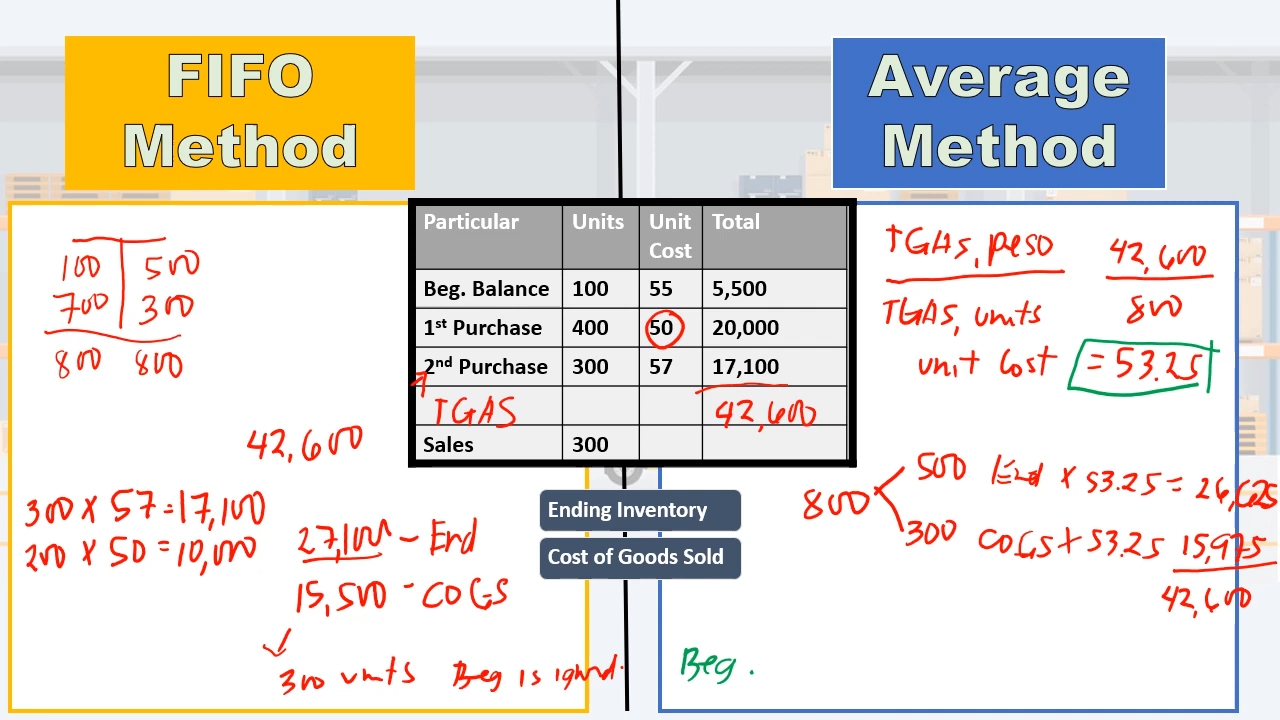 FIFO
Method
Average
Method
100 500
700 300
800 800
42,600
300 x 57 = 17,100
200 x 50 = 10,000
27,100 - End
15,500 - COGS
300 units Beg is ignored.
Particular Units Unit Cost Total
Beg. Balance 100 55 5,500
1st Purchase 400 50 20,000
2nd Purchase 300 57 17,100
TGAS 42,600
Sales 300
Ending Inventory
Cost of Goods Sold
TGAS, peso 42,600
TGAS, units 800
unit cost = 53.25
800
500 End x 53.25 = 26,625
300 COGS x 53.25 15,975
42,600
Beg.